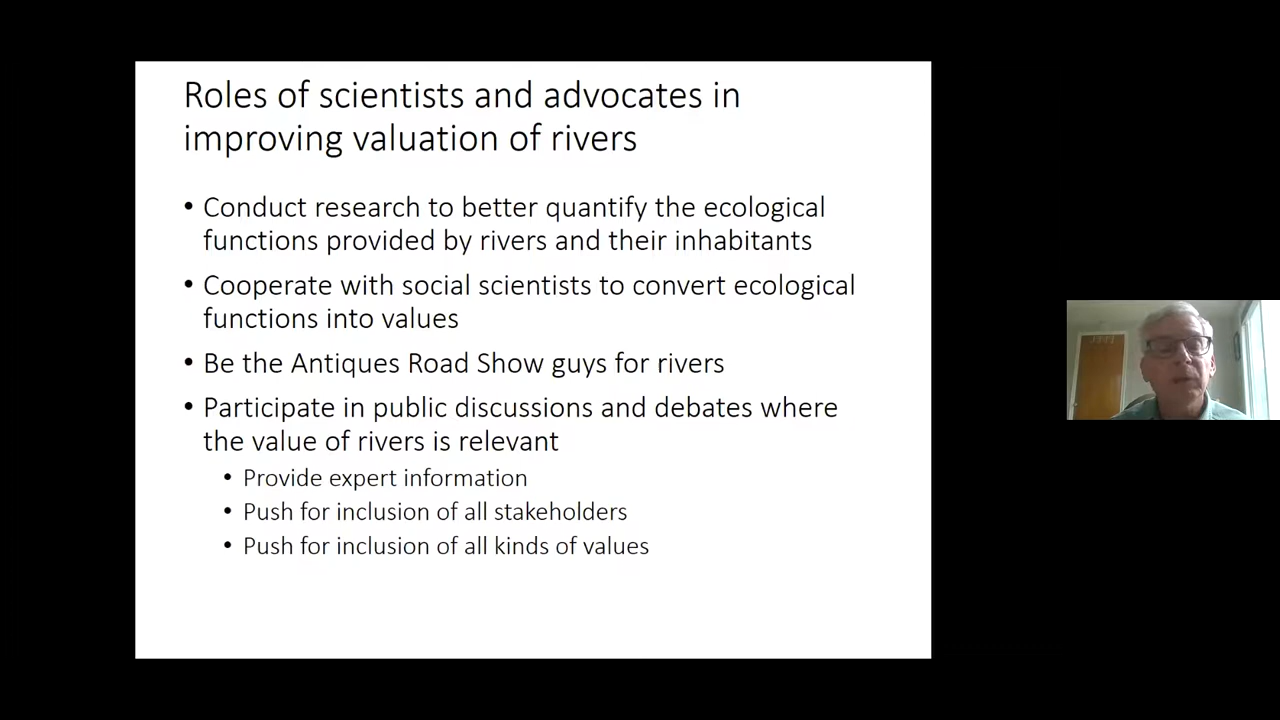 Roles of scientists and advocates in
improving valuation of rivers
• Conduct research to better quantify the ecological
functions provided by rivers and their inhabitants
• Cooperate with social scientists to convert ecological
functions into values
• Be the Antiques Road Show guys for rivers
• Participate in public discussions and debates where
the value of rivers is relevant
• Provide expert information
• Push for inclusion of all stakeholders
• Push for inclusion of all kinds of values